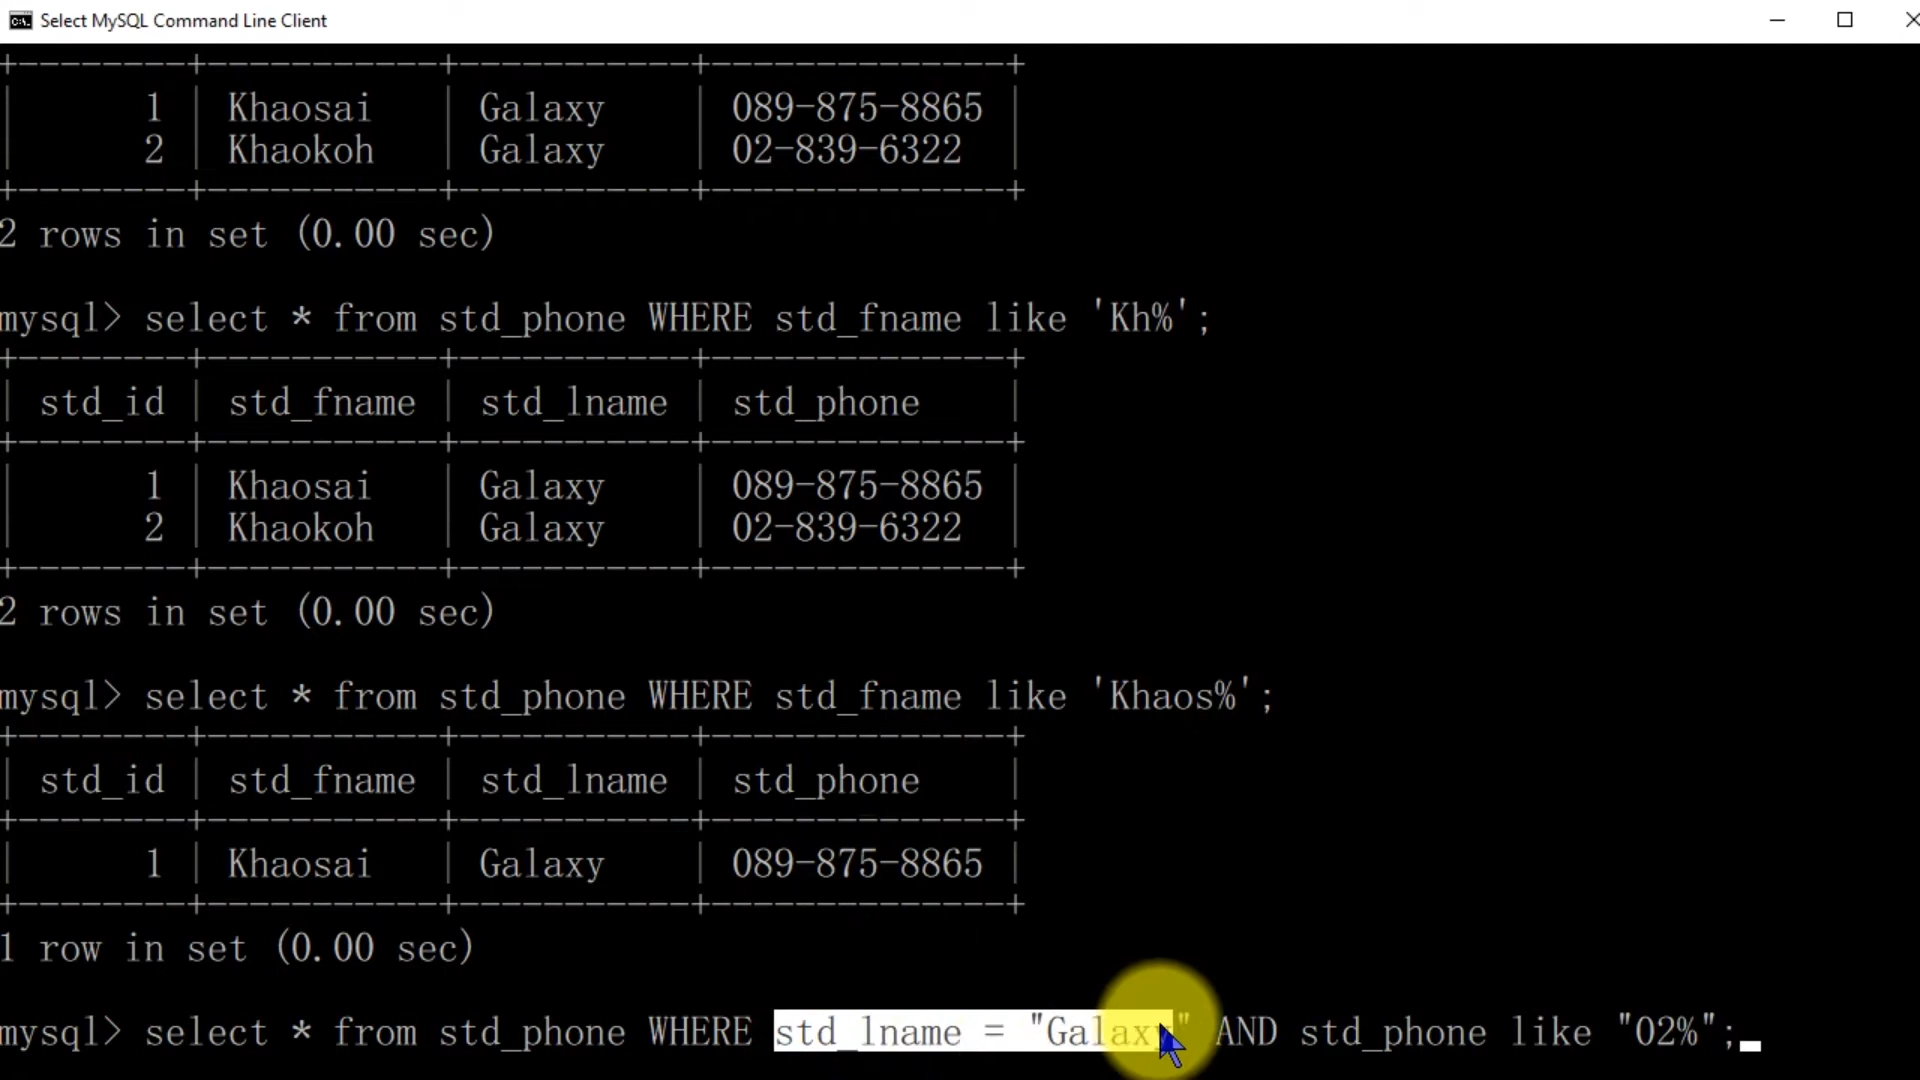 Select MySQL Command Line Client
+--------+-----------+-----------+--------------+
| 1 | Khaosai | Galaxy | 089-875-8865 |
| 2 | Khaokoh | Galaxy | 02-839-6322 |
+--------+-----------+-----------+--------------+
2 rows in set (0.00 sec)
mysql> select * from std_phone WHERE std_fname like 'Kh%';
+--------+-----------+-----------+--------------+
| std_id | std_fname | std_lname | std_phone |
+--------+-----------+-----------+--------------+
| 1 | Khaosai | Galaxy | 089-875-8865 |
| 2 | Khaokoh | Galaxy | 02-839-6322 |
+--------+-----------+-----------+--------------+
2 rows in set (0.00 sec)
mysql> select * from std_phone WHERE std_fname like 'Khaos%';
+--------+-----------+-----------+--------------+
| std_id | std_fname | std_lname | std_phone |
+--------+-----------+-----------+--------------+
| 1 | Khaosai | Galaxy | 089-875-8865 |
+--------+-----------+-----------+--------------+
1 row in set (0.00 sec)
mysql> select * from std_phone WHERE std_lname = "Galaxy" AND std_phone like "02%";